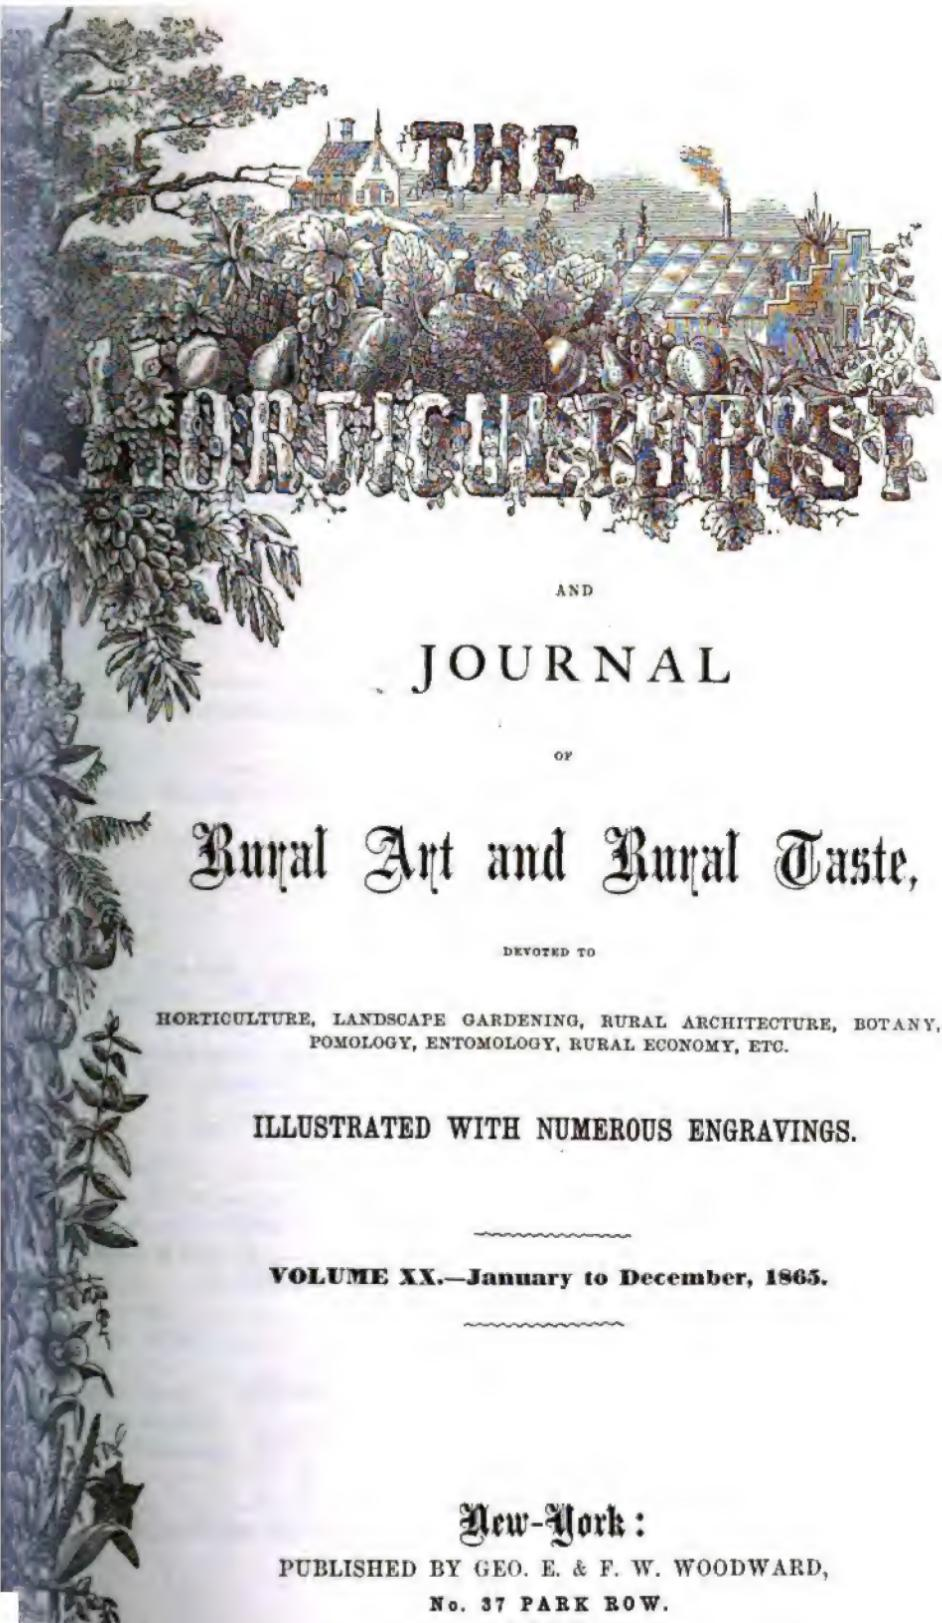 THE
HORTICULTURIST
AND
JOURNAL
OF
Rural Art and Rural Taste,
DEVOTED TO
HORTICULTURE, LANDSCAPE GARDENING, RURAL ARCHITECTURE, BOTANY,
POMOLOGY, ENTOMOLOGY, RURAL ECONOMY, ETC.
ILLUSTRATED WITH NUMEROUS ENGRAVINGS.
VOLUME XX.—January to December, 1865.
New-York:
PUBLISHED BY GEO. E. & F. W. WOODWARD,
No. 37 PARK ROW.